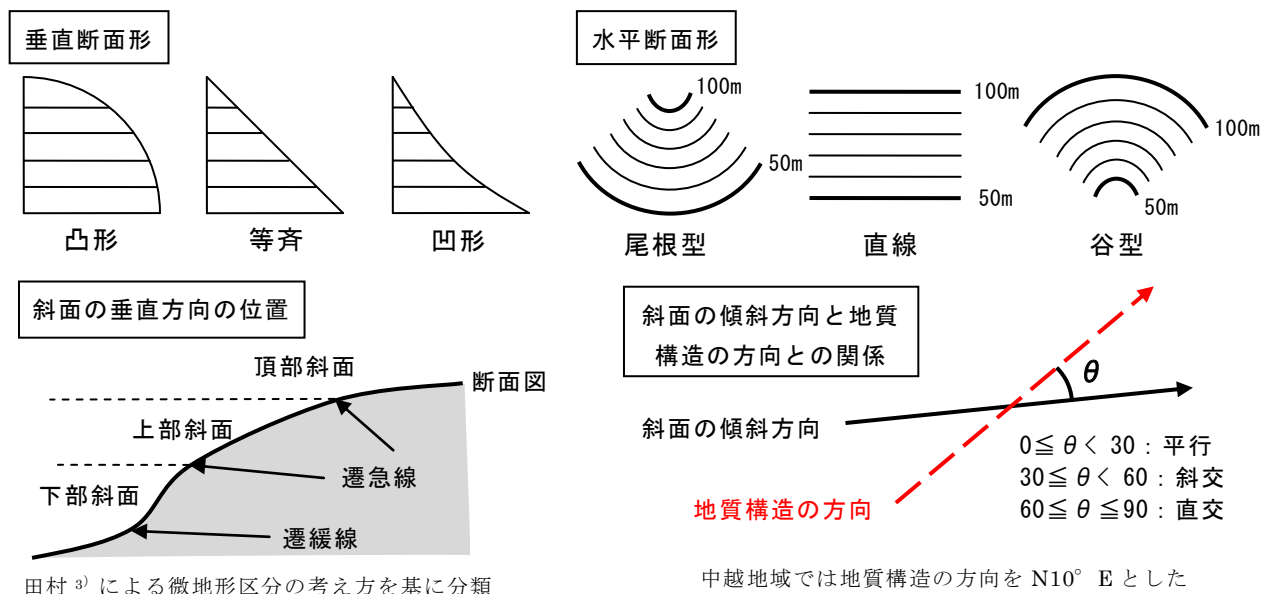 垂直断面形
凸形
等斉
凹形
水平断面形
100m
50m
尾根型
100m
50m
直線
100m
50m
谷型
斜面の垂直方向の位置
頂部斜面
断面図
上部斜面
遷急線
下部斜面
遷緩線
田村 3) による微地形区分の考え方を基に分類
斜面の傾斜方向と地質
構造の方向との関係
θ
斜面の傾斜方向
地質構造の方向
0≦θ< 30：平行
30≦θ< 60：斜交
60≦θ≦90：直交
中越地域では地質構造の方向を N10° E とした